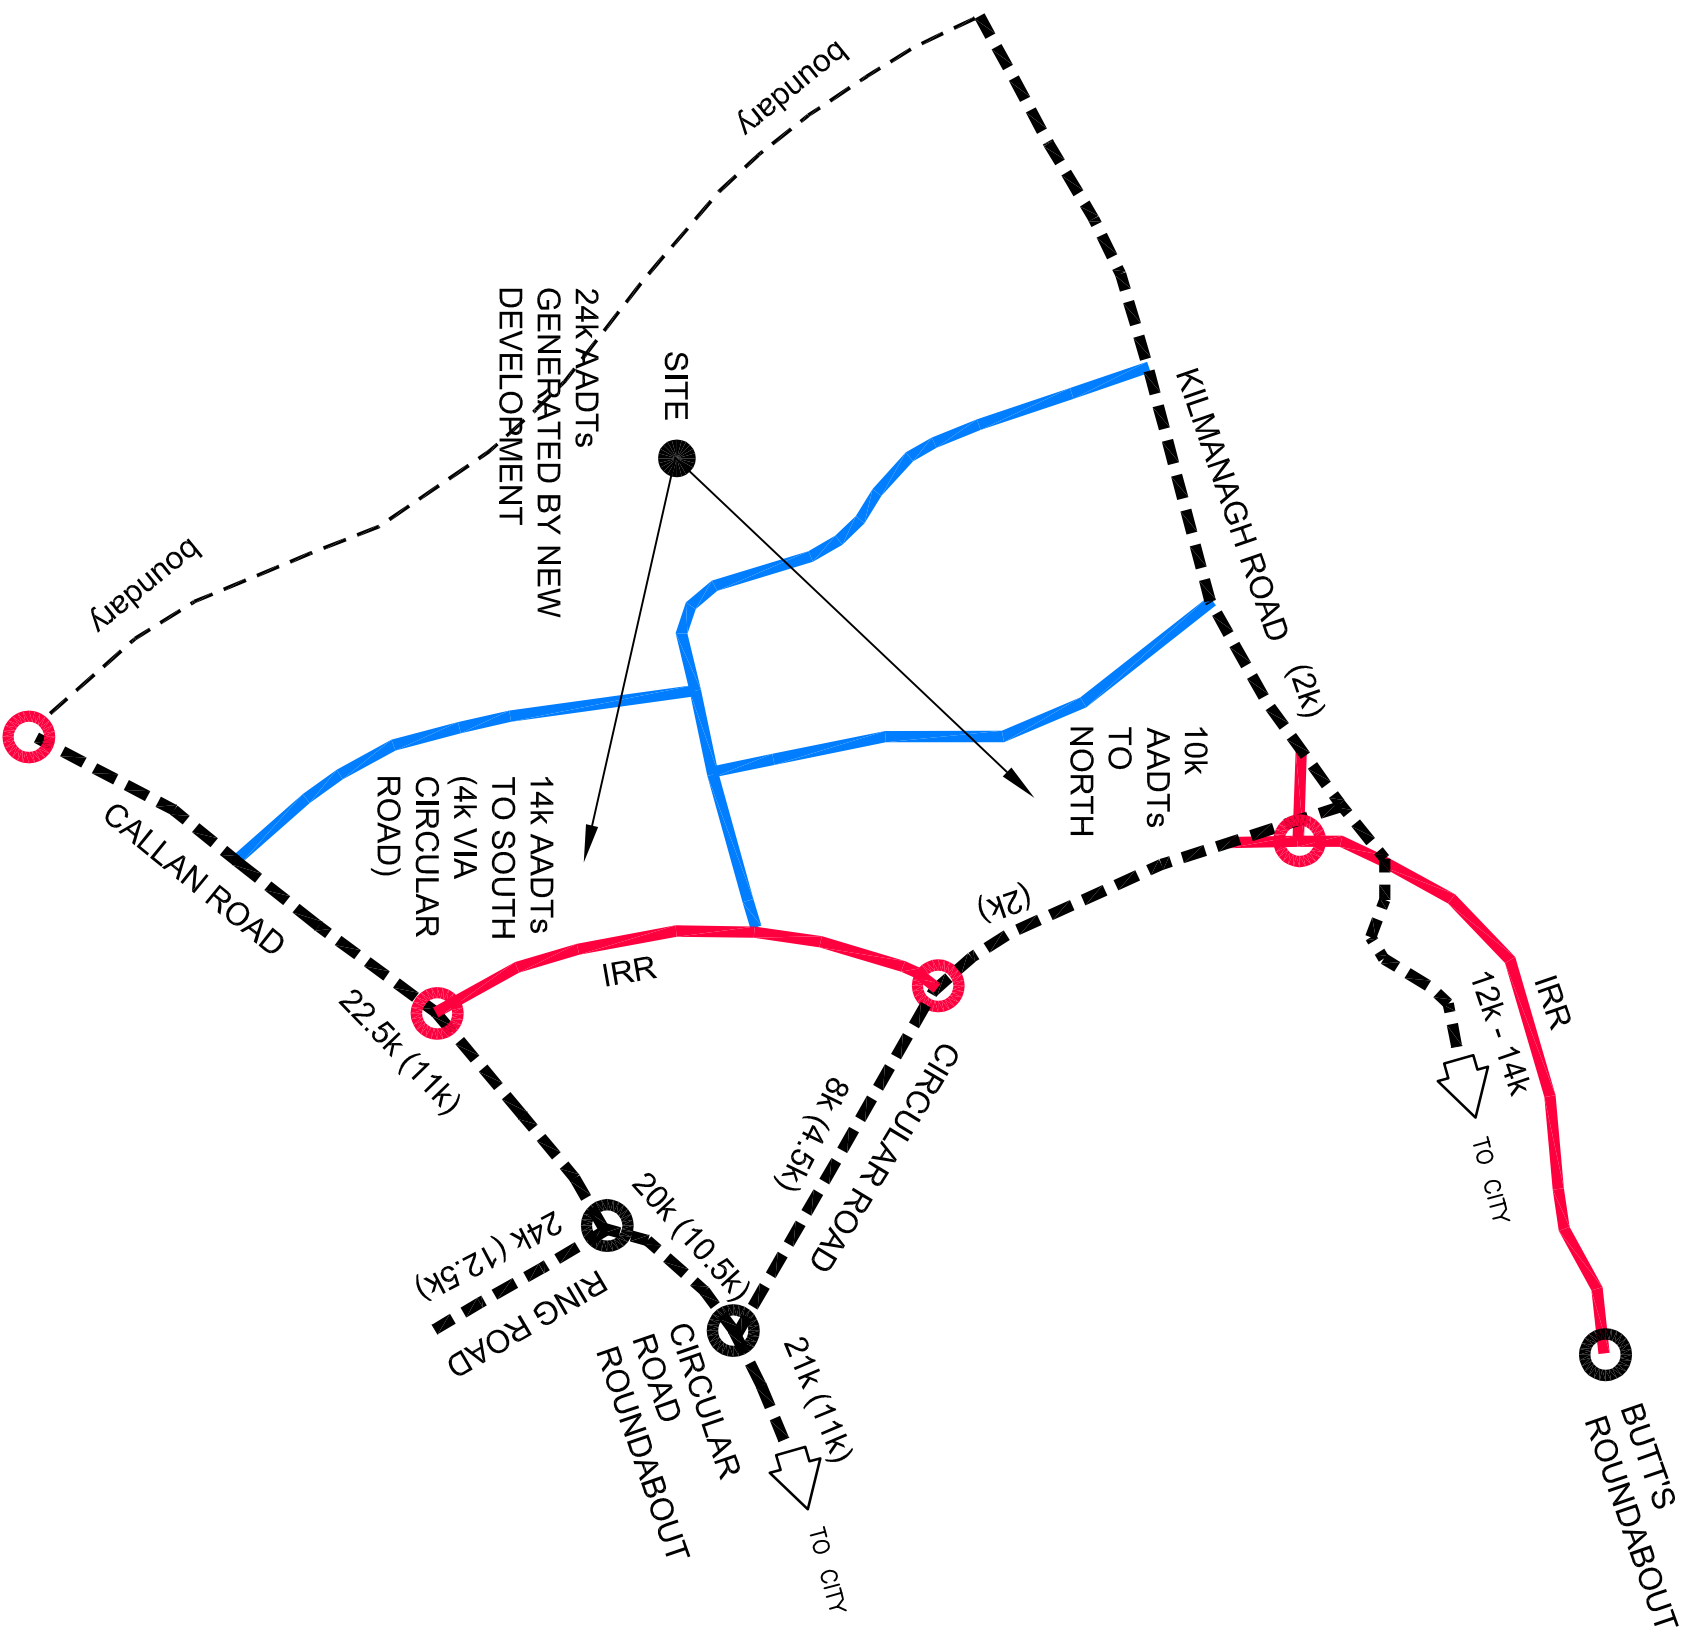 boundary
24k AADTs
GENERATED BY NEW
DEVELOPMENT
SITE
KILMANAGH ROAD (2k)
boundary
10k
AADTs
TO
NORTH
14k AADTs
TO SOUTH
(4k VIA
CIRCULAR
ROAD)
CALLAN ROAD
(2k)
IRR
IRR
12k - 14k
22.5k (11k)
CIRCULAR ROAD
8k (4.5k)
TO CITY
20k (10.5k)
24k (12.5k)
RING ROAD
21k (11k)
CIRCULAR
ROAD
ROUNDABOUT
BUTT'S
ROUNDABOUT
TO CITY